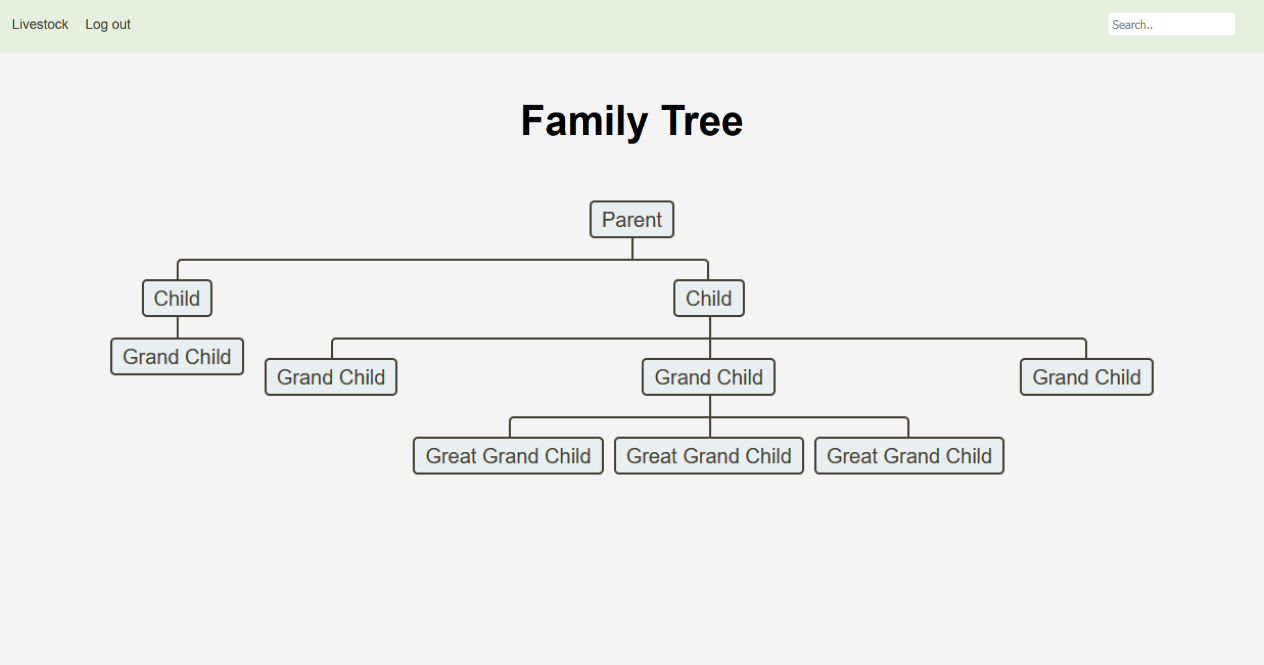 Livestock Log out Search..
Family Tree
Parent
Child Child
Grand Child
Grand Child Grand Child Grand Child
Great Grand Child Great Grand Child Great Grand Child